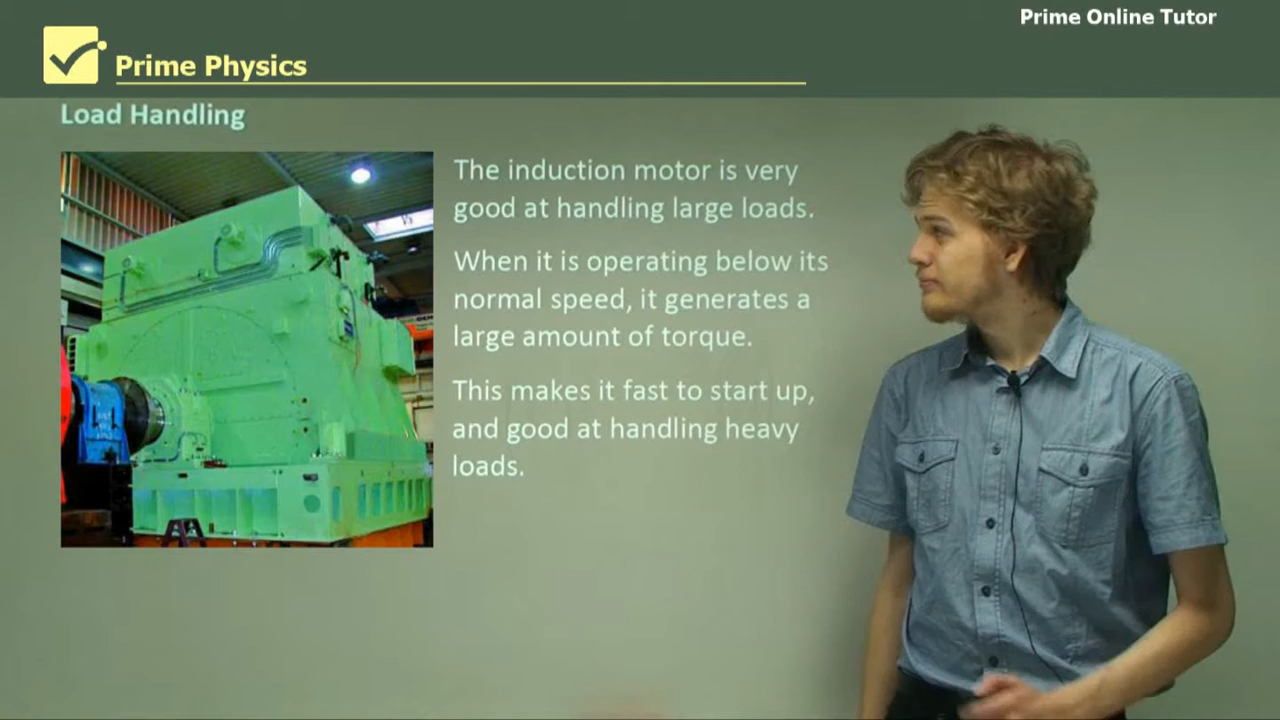 Prime Online Tutor
Prime Physics
Load Handling
The induction motor is very
good at handling large loads.
When it is operating below its
normal speed, it generates a
large amount of torque.
This makes it fast to start up,
and good at handling heavy
loads.